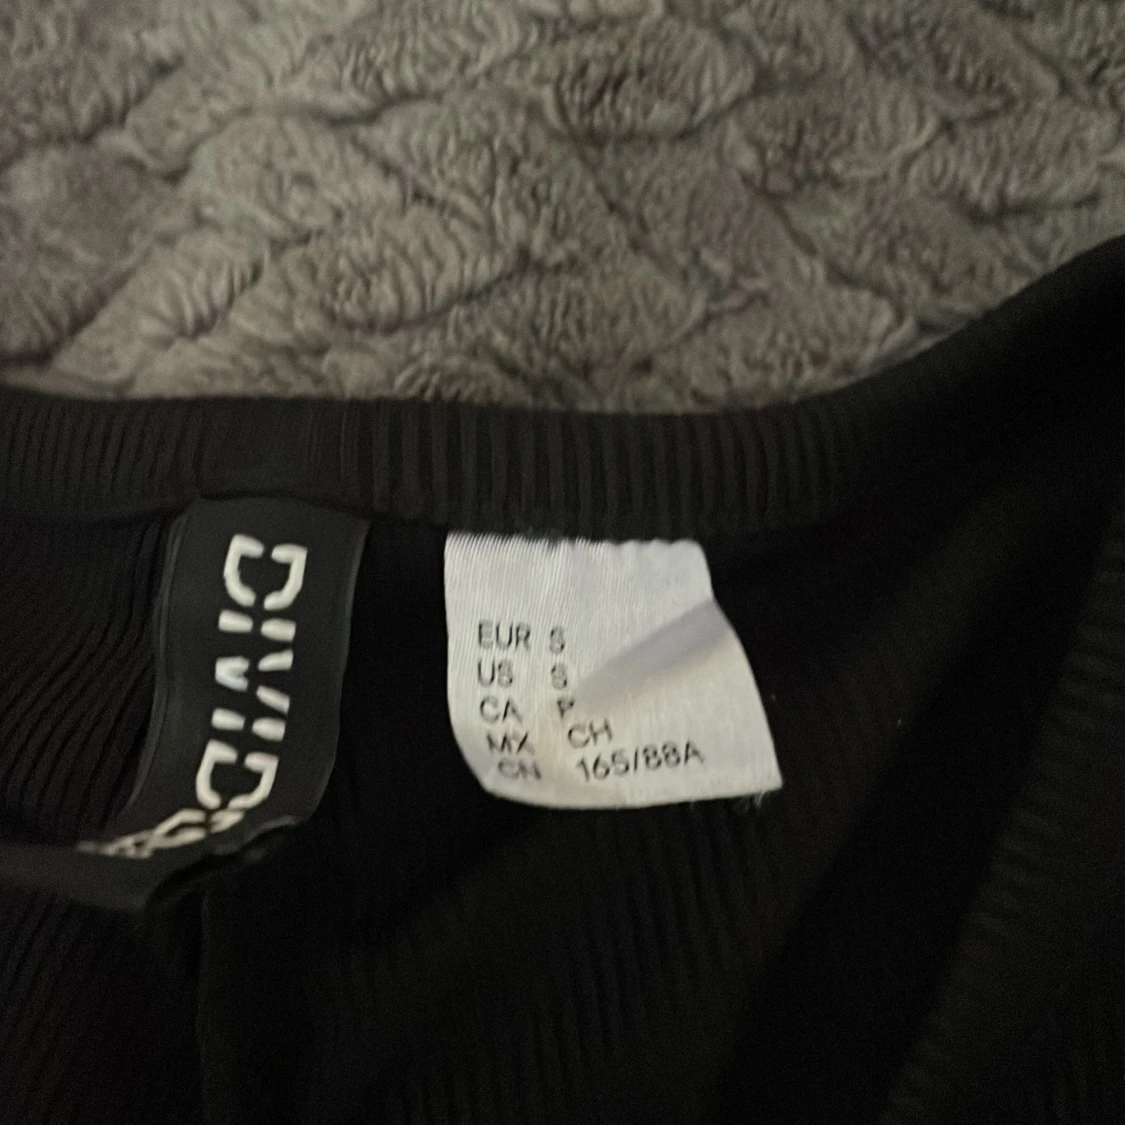 DIVIDED
EUR S
US S
CA P
MX CH
CN 165/88A